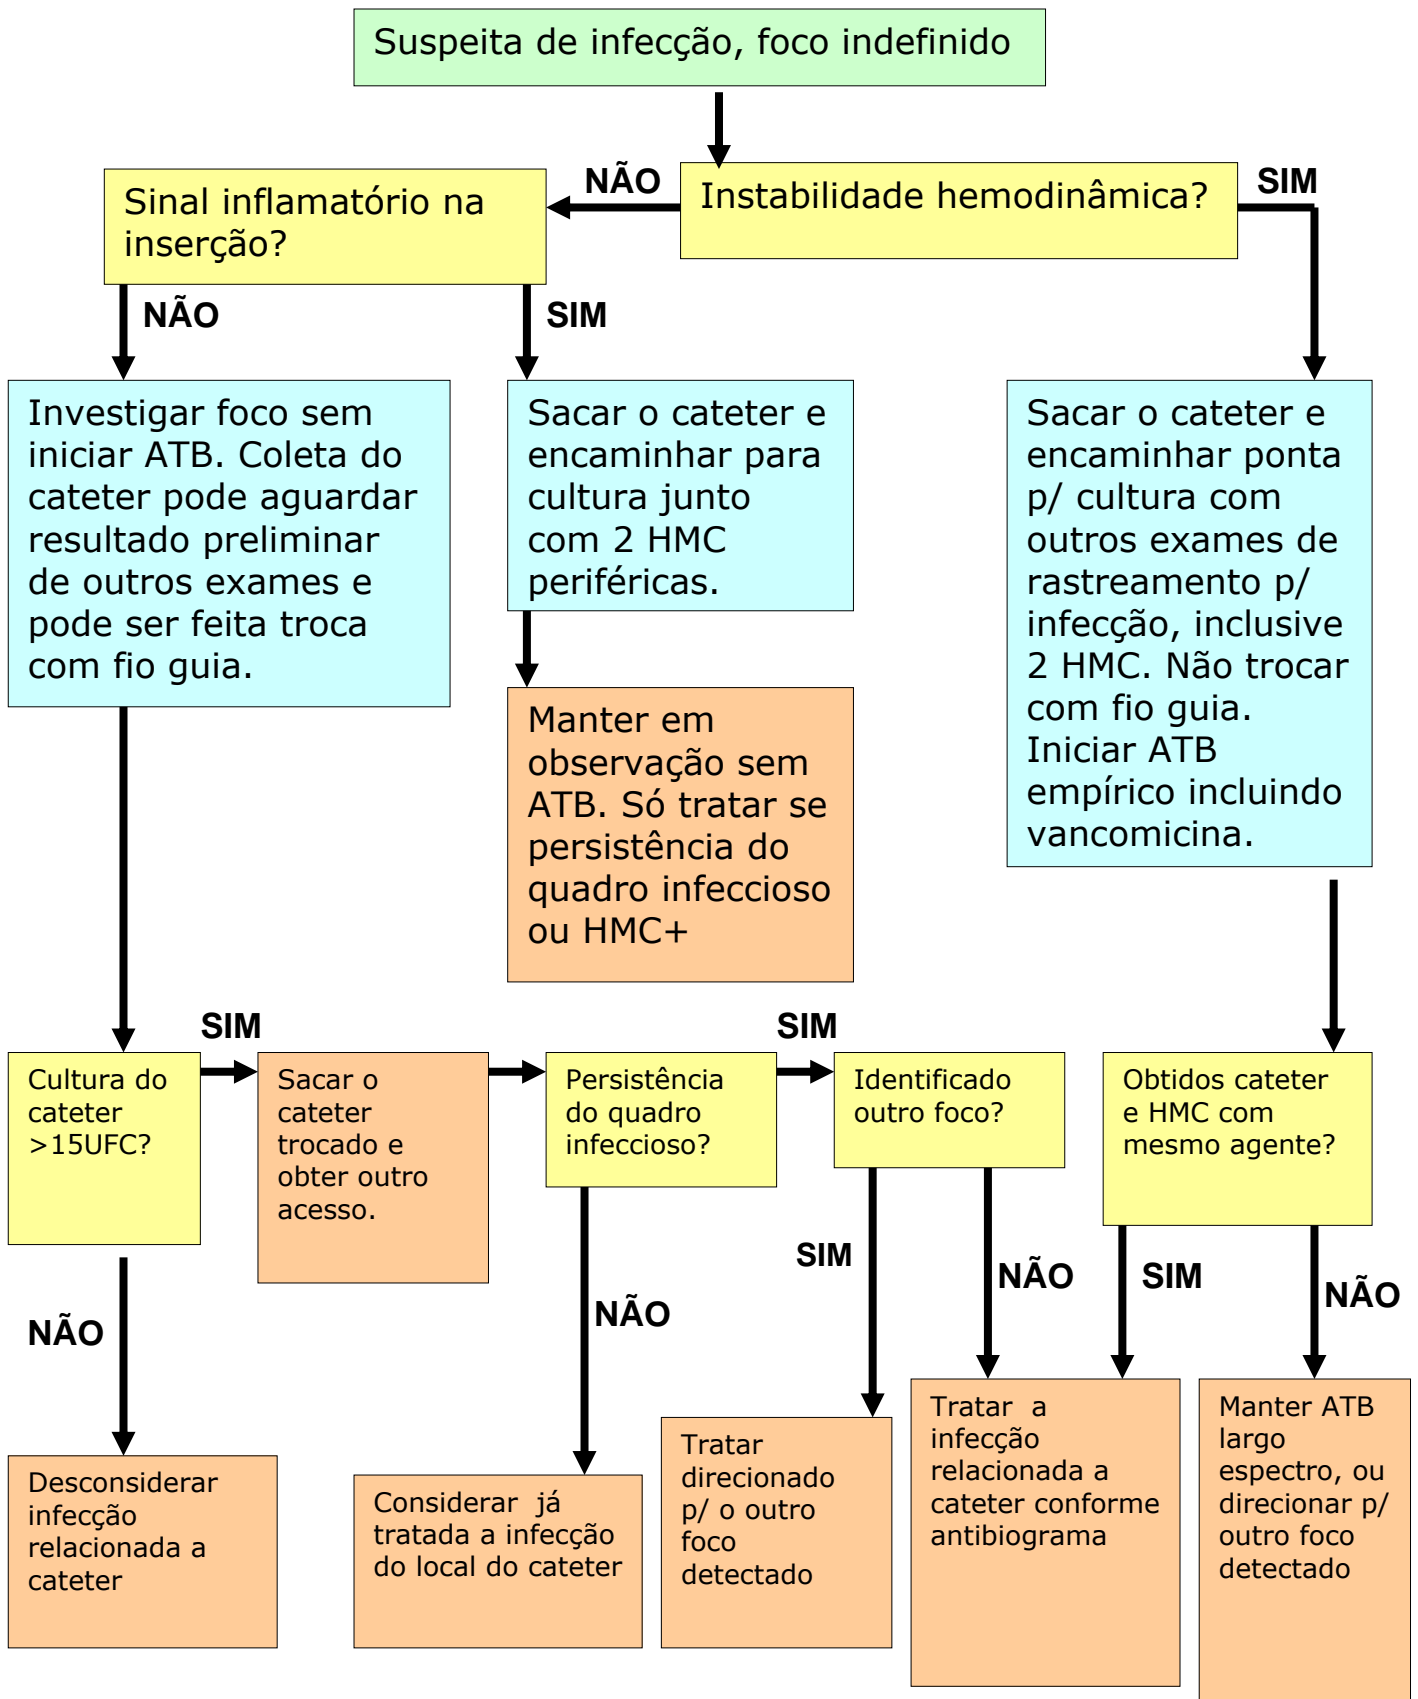 Suspeita de infecção, foco indefinido
NÃO
Instabilidade hemodinâmica?
SIM
Sinal inflamatório na
inserção?
NÃO
SIM
Investigar foco sem
iniciar ATB. Coleta do
cateter pode aguardar
resultado preliminar
de outros exames e
pode ser feita troca
com fio guia.
Sacar o cateter e
encaminhar para
cultura junto
com 2 HMC
periféricas.
Sacar o cateter e
encaminhar ponta
p/ cultura com
outros exames de
rastreamento p/
infecção, inclusive
2 HMC. Não trocar
com fio guia.
Iniciar ATB
empírico incluindo
vancomicina.
Manter em
observação sem
ATB. Só tratar se
persistência do
quadro infeccioso
ou HMC+
SIM
SIM
Cultura do
cateter
>15UFC?
Sacar o
cateter
trocado e
obter outro
acesso.
Persistência
do quadro
infeccioso?
Identificado
outro foco?
Obtidos cateter
e HMC com
mesmo agente?
NÃO
NÃO
SIM
NÃO
SIM
NÃO
Desconsiderar
infecção
relacionada a
cateter
Considerar já
tratada a infecção
do local do cateter
Tratar
direcionado
p/ o outro
foco
detectado
Tratar a
infecção
relacionada a
cateter conforme
antibiograma
Manter ATB
largo
espectro, ou
direcionar p/
outro foco
detectado